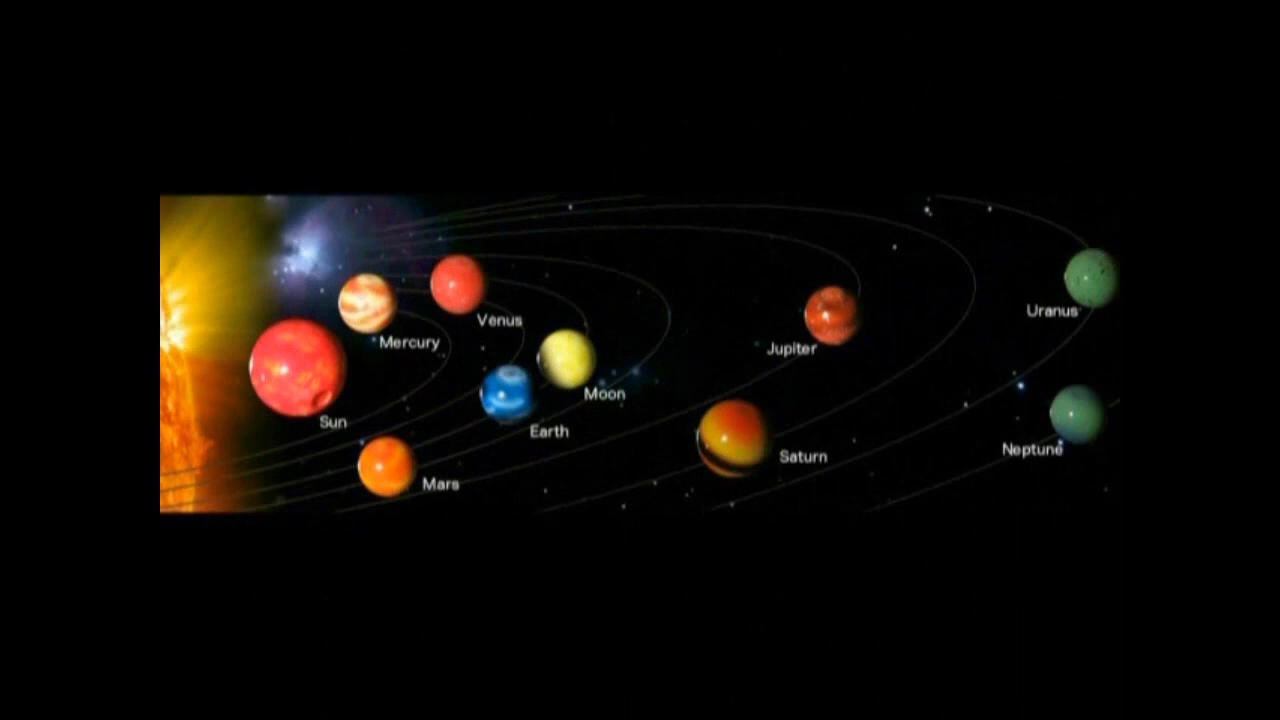 Mercury
Venus
Sun
Mars
Earth
Moon
Jupiter
Saturn
Uranus
Neptune